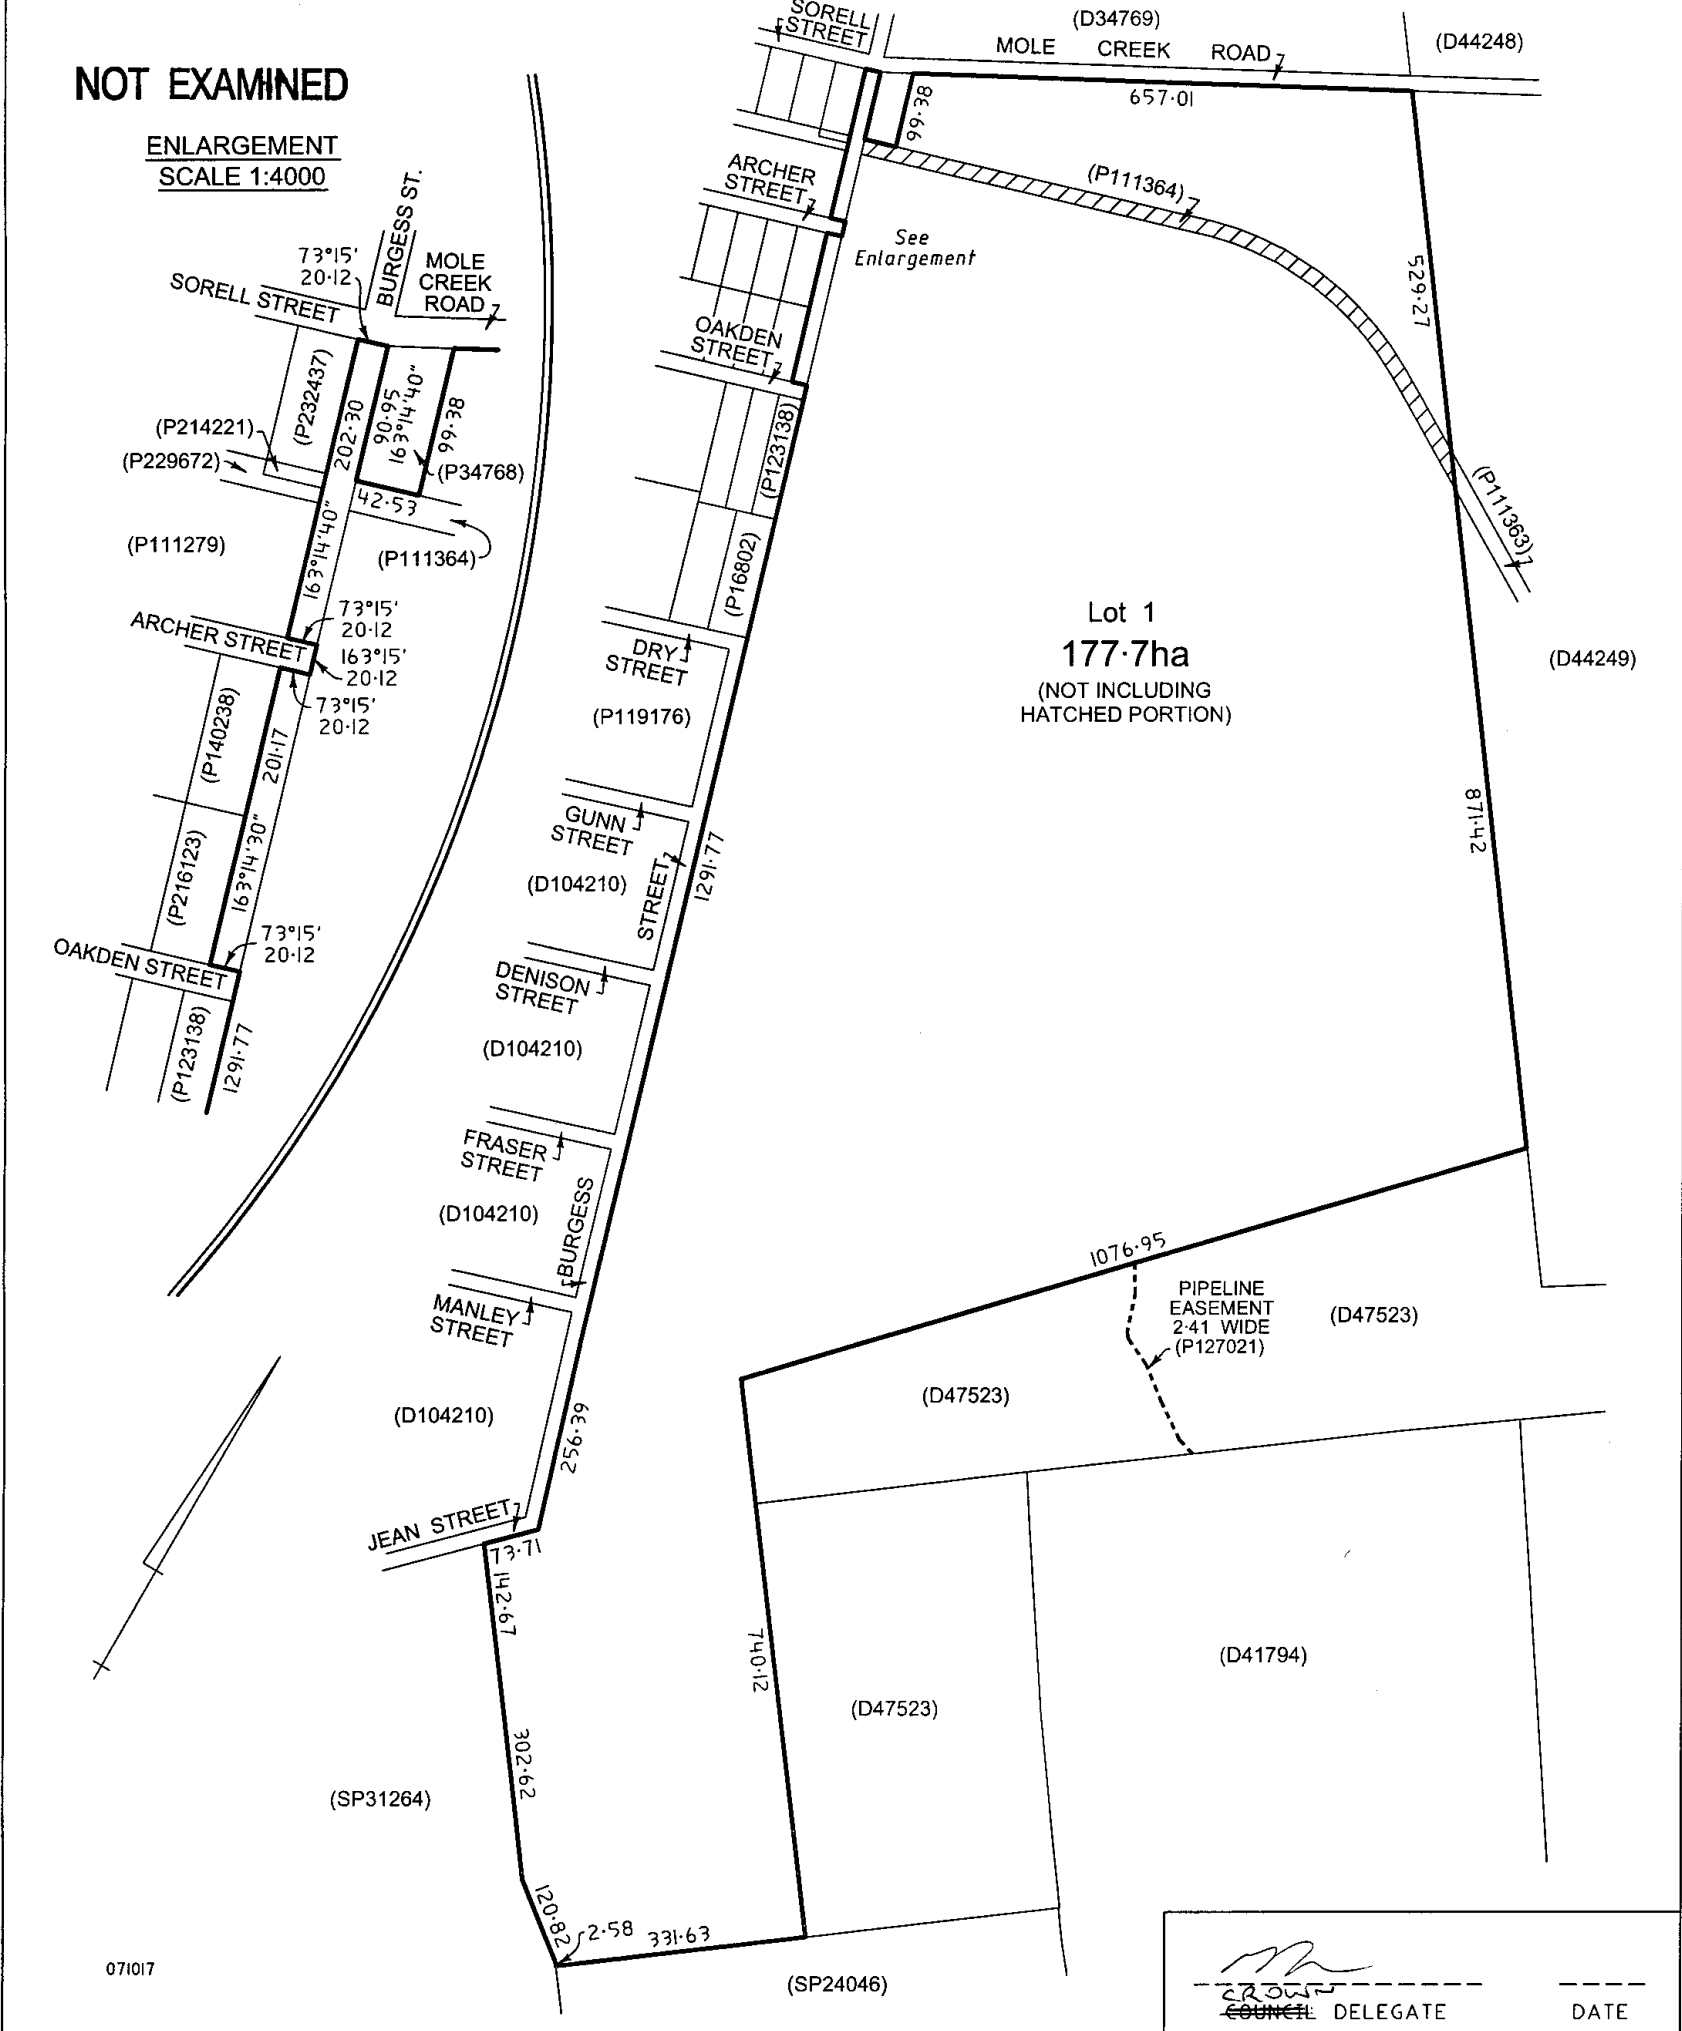 NOT EXAMINED
ENLARGEMENT
SCALE 1:4000
73°15'
20·12
BURGESS ST.
MOLE
CREEK
ROAD
SORELL STREET
(P232437)
202·30
90·95
163°14'40"
99·38
(P214221)
(P229672)
(P34768)
42·53
(P111279)
163°14'40"
(P111364)
ARCHER STREET
73°15'
20·12
163°15'
20·12
73°15'
20·12
(P140238)
201·17
163°14'30"
(P216123)
OAKDEN STREET
73°15'
20·12
(P123138)
1291·77
SORELL
STREET
(D34769)
MOLE CREEK ROAD
(D44248)
657·01
99·38
ARCHER
STREET
(P111364)
See
Enlargement
529·27
OAKDEN
STREET
(P123138)
(P111363)
(P16802)
Lot 1
177·7ha
(NOT INCLUDING
HATCHED PORTION)
(D44249)
DRY
STREET
(P119176)
GUNN
STREET
871·42
1291·77
(D104210)
STREET
DENISON
STREET
(D104210)
FRASER
STREET
(D104210)
BURGESS
1076·95
MANLEY
STREET
PIPELINE
EASEMENT
2·41 WIDE
(P127021)
(D47523)
(D47523)
(D104210)
256·39
JEAN STREET
73·71
142·67
740·12
(D41794)
(D47523)
302·62
(SP31264)
120·82
2·58
331·63
071017
(SP24046)
CROWN
COUNCIL DELEGATE
DATE